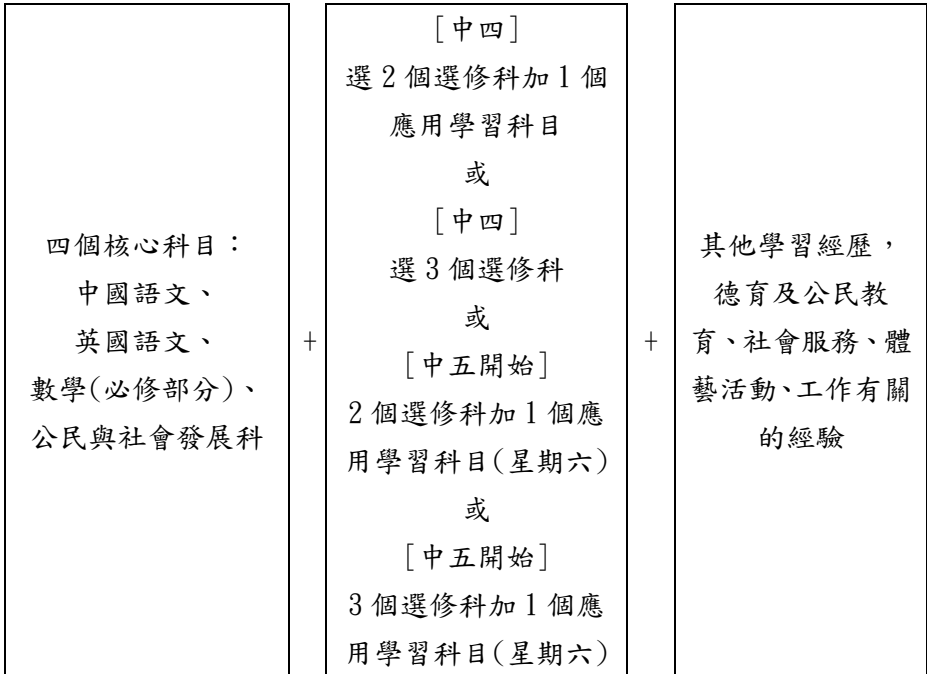 四個核心科目：
中國語文、
英國語文、
數學(必修部分)、
公民與社會發展科
+
[中四]
選 2 個選修科加 1 個
應用學習科目
或
[中四]
選 3 個選修科
或
[中五開始]
2 個選修科加 1 個應
用學習科目(星期六)
或
[中五開始]
3 個選修科加 1 個應
用學習科目(星期六)
+
其他學習經歷，
德育及公民教
育、社會服務、體
藝活動、工作有關
的經驗